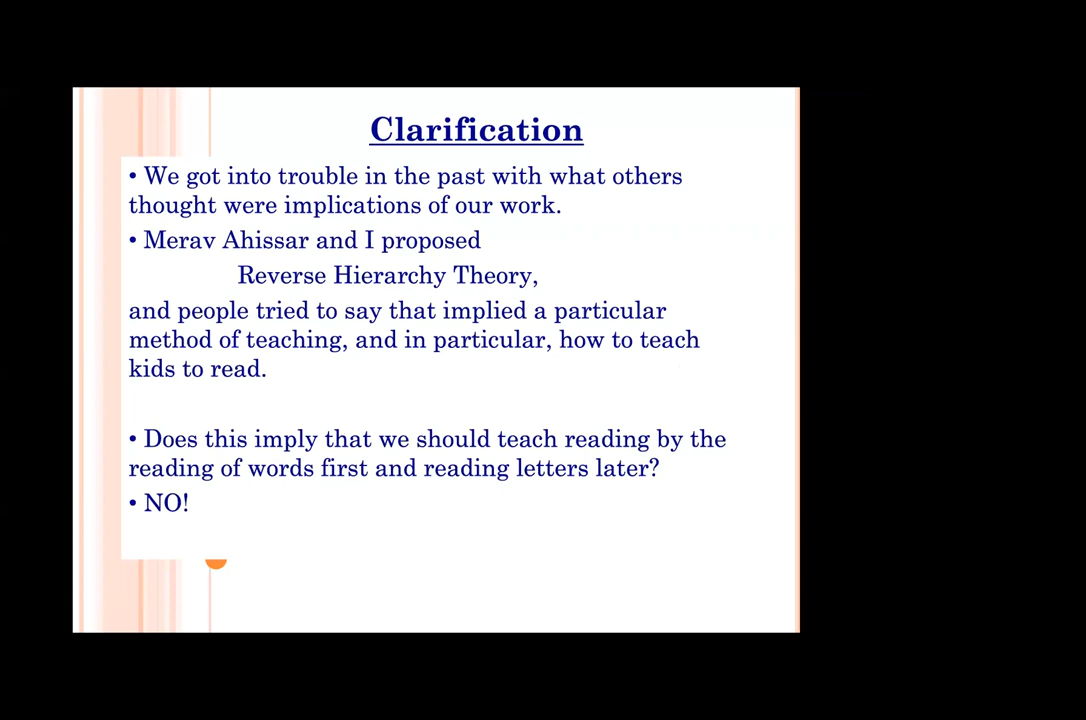 Clarification
• We got into trouble in the past with what others
thought were implications of our work.
• Merav Ahissar and I proposed
Reverse Hierarchy Theory,
and people tried to say that implied a particular
method of teaching, and in particular, how to teach
kids to read.
• Does this imply that we should teach reading by the
reading of words first and reading letters later?
• NO!